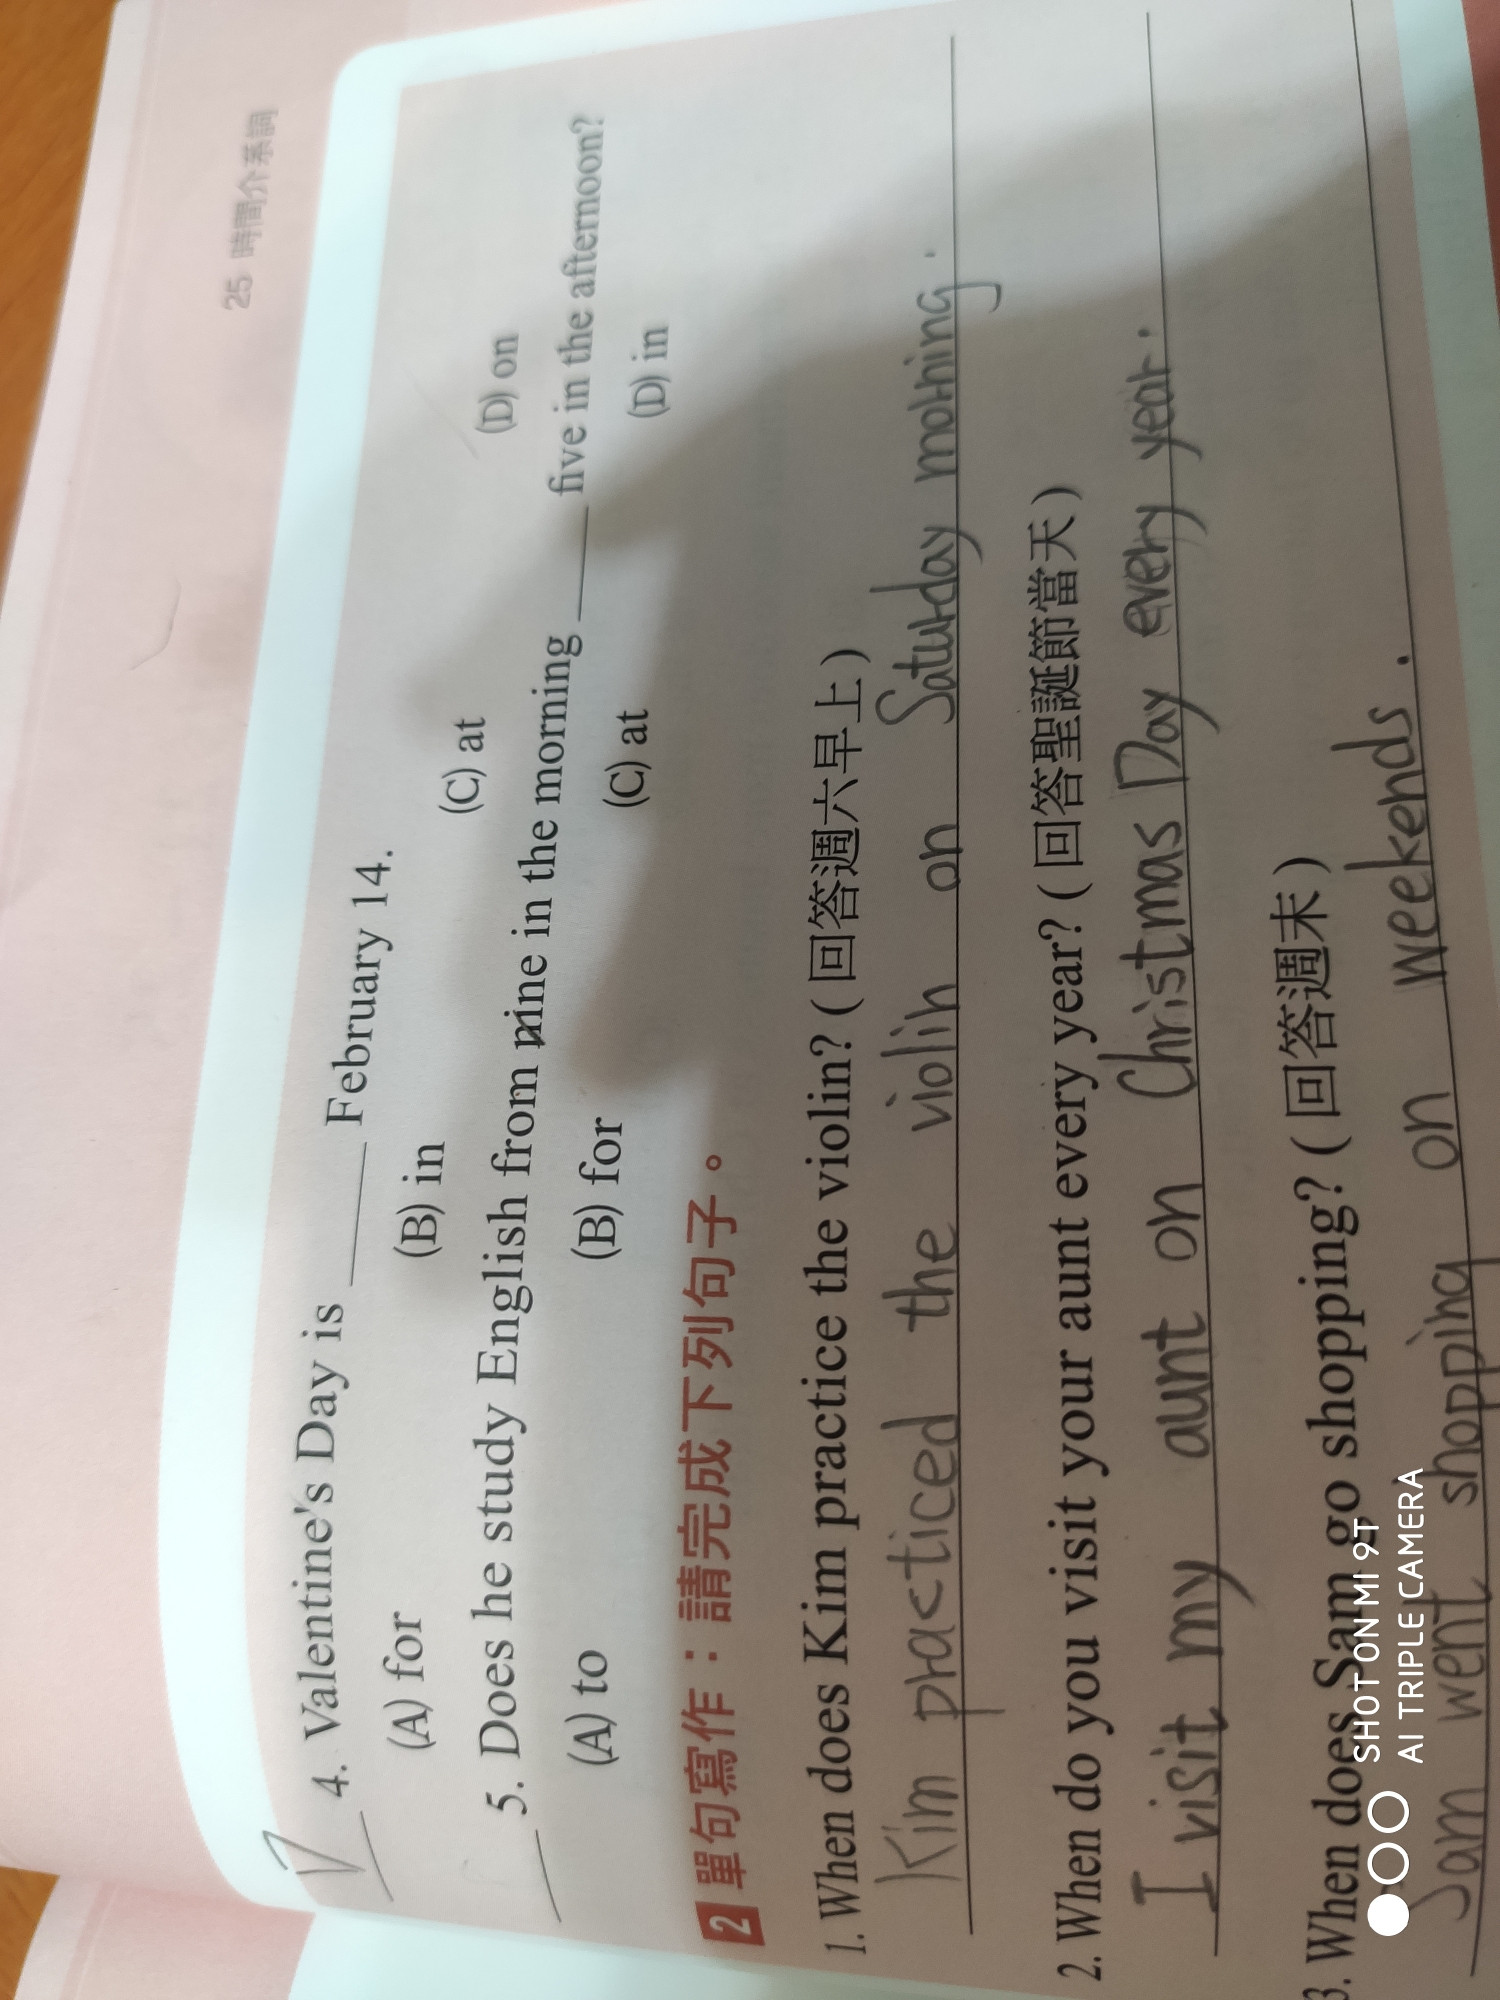 25 時間介系詞
D 4. Valentine's Day is ____ February 14.
(A) for (B) in (C) at (D) on
5. Does he study English from nine in the morning ____ five in the afternoon?
(A) to (B) for (C) at (D) in
2 單句寫作：請完成下列句子。
1. When does Kim practice the violin? (回答週六早上)
Kim practiced the violin on Saturday morning.
2. When do you visit your aunt every year? (回答聖誕節當天)
I visit my aunt on Christmas Day every year.
3. When does Sam go shopping? (回答週末)
Sam went shopping on weekends.
SHOT ON MI 9T
AI TRIPLE CAMERA